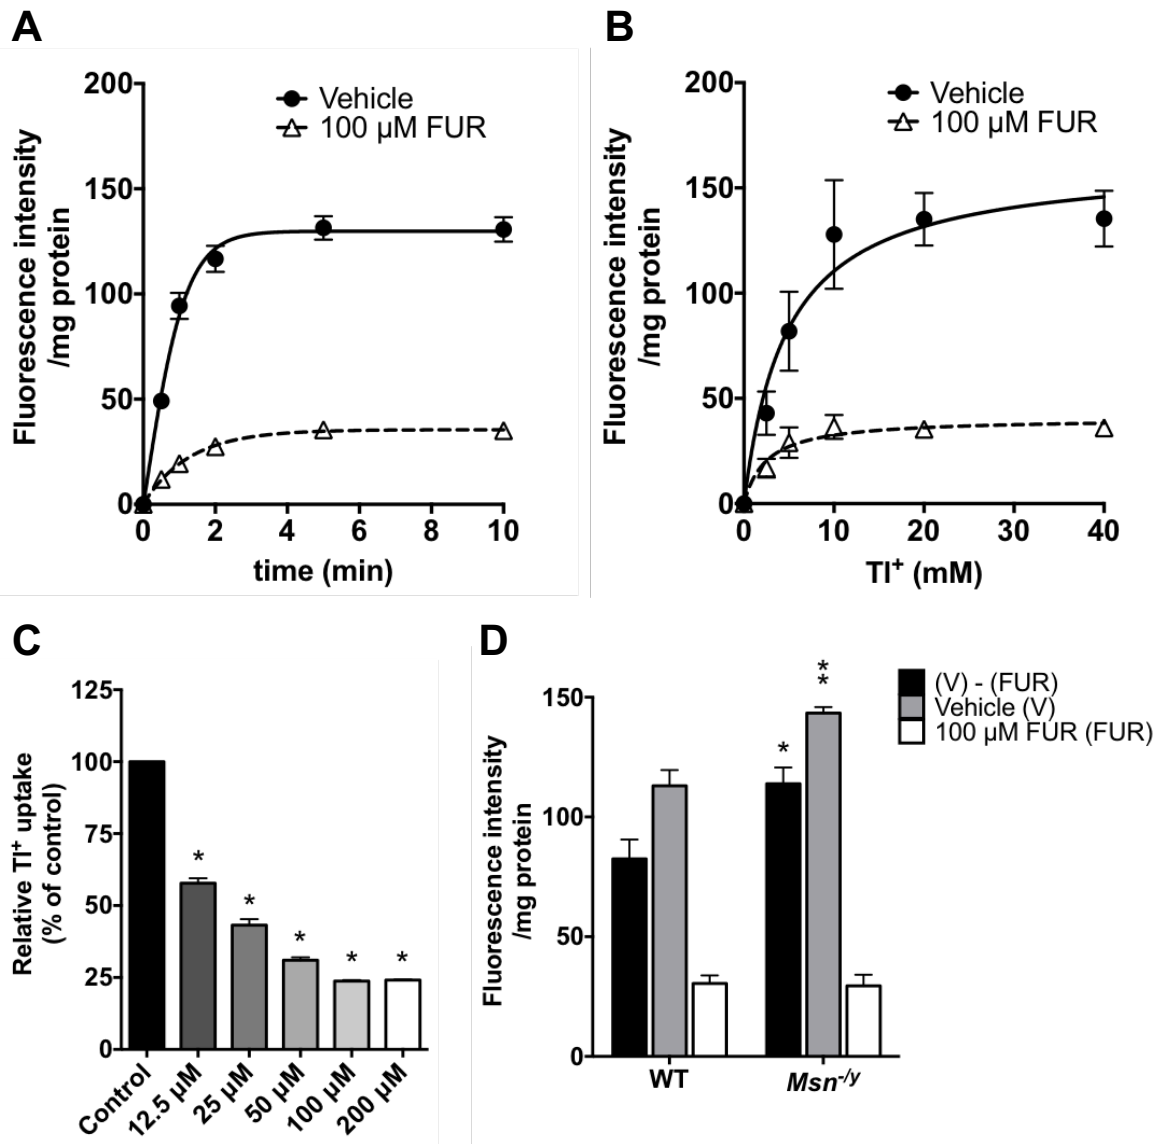 A
200
150
100
50
0
Fluorescence intensity
/mg protein
Vehicle
100 µM FUR
0 2 4 6 8 10
time (min)
B
200
150
100
50
0
Fluorescence intensity
/mg protein
Vehicle
100 µM FUR
0 10 20 30 40
Tl⁺ (mM)
C
125
100
75
50
25
0
Relative Tl⁺ uptake
(% of control)
* * * * *
Control 12.5 µM 25 µM 50 µM 100 µM 200 µM
D
150
100
50
0
Fluorescence intensity
/mg protein
*
*
*
(V) - (FUR)
Vehicle (V)
100 µM FUR (FUR)
WT Msn⁻/ʸ